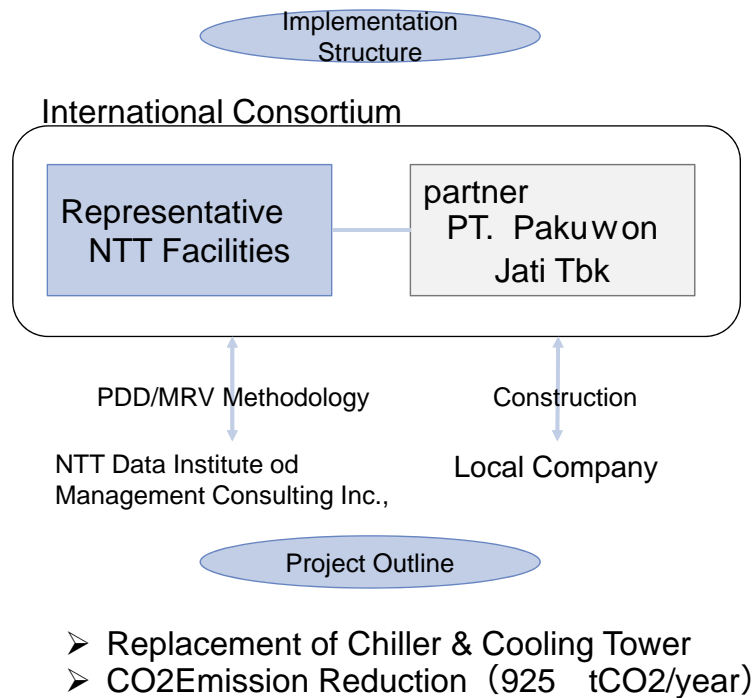 Implementation
Structure
International Consortium
Representative
NTT Facilities
partner
PT. Pakuwon
Jati Tbk
PDD/MRV Methodology
Construction
NTT Data Institute od
Management Consulting Inc.,
Local Company
Project Outline
➢ Replacement of Chiller & Cooling Tower
➢ CO2Emission Reduction（925 tCO2/year）